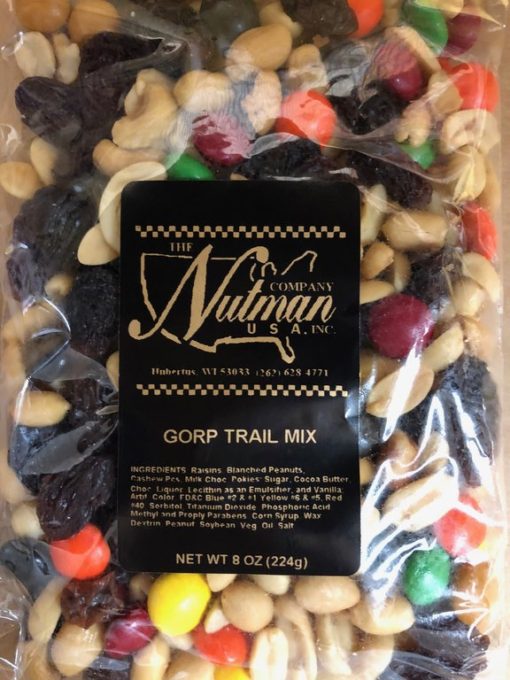 THE
Nutman
COMPANY
U S A. INC.
Hubertus, WI 53033 (262) 628 4771
GORP TRAIL MIX
INGREDIENTS Raisins, Blanched Peanuts,
Cashew Pcs, Milk Choc "Pokies" Sugar, Cocoa Butter,
Choc. Liquor, Lecithin as an Emulsifier, and Vanilla,
Artif. Color FD&C Blue #2 & #1 Yellow #6 & #5, Red
#40, Sorbitol, Titanium Dioxide, Phosphoric Acid
Methyl and Proply Parabens, Corn Syrup, Wax
Dextrin, Peanut, Soybean, Veg. Oil, Salt
NET WT 8 OZ (224g)